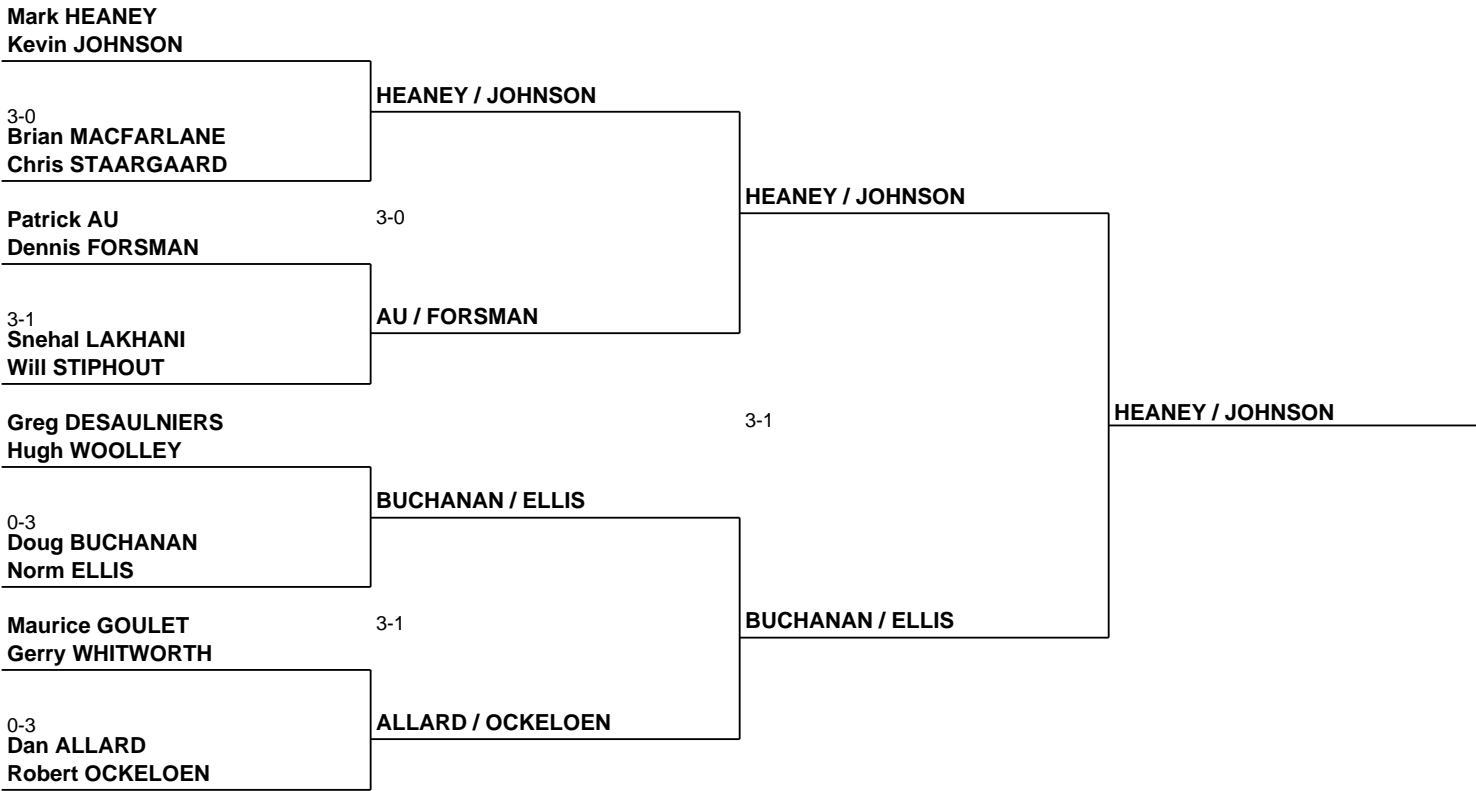 Mark HEANEY
Kevin JOHNSON
HEANEY / JOHNSON
3-0
Brian MACFARLANE
Chris STAARGAARD
HEANEY / JOHNSON
Patrick AU
3-0
Dennis FORSMAN
AU / FORSMAN
3-1
Snehal LAKHANI
Will STIPHOUT
HEANEY / JOHNSON
Greg DESAULNIERS
3-1
Hugh WOOLLEY
BUCHANAN / ELLIS
0-3
Doug BUCHANAN
Norm ELLIS
BUCHANAN / ELLIS
Maurice GOULET
3-1
Gerry WHITWORTH
ALLARD / OCKELOEN
0-3
Dan ALLARD
Robert OCKELOEN